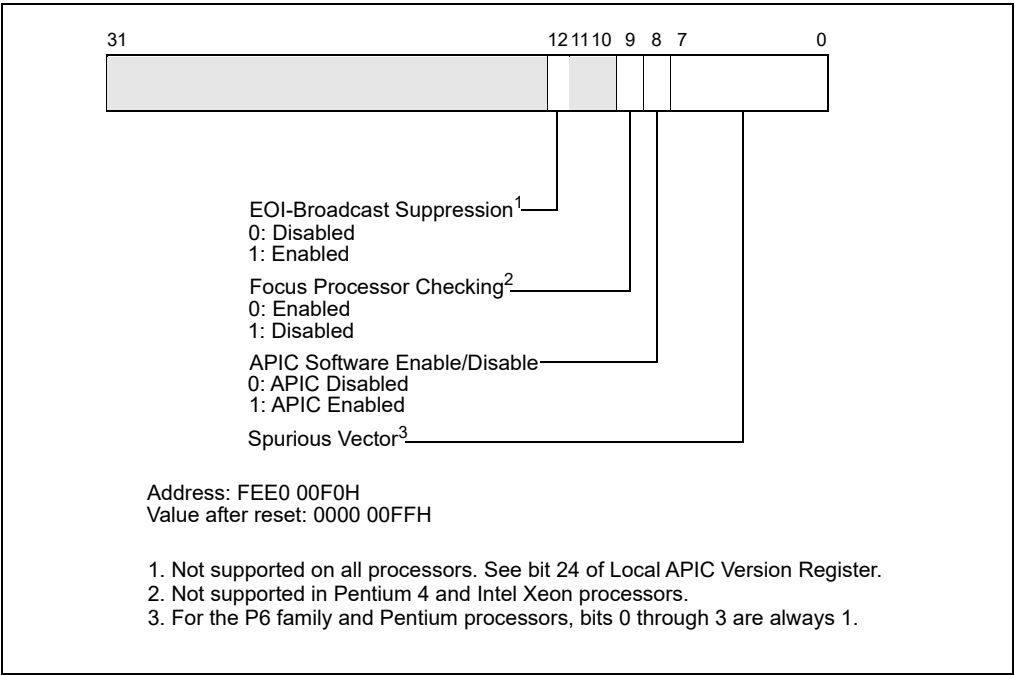 31 12 11 10 9 8 7 0
EOI-Broadcast Suppression1
0: Disabled
1: Enabled
Focus Processor Checking2
0: Enabled
1: Disabled
APIC Software Enable/Disable
0: APIC Disabled
1: APIC Enabled
Spurious Vector3
Address: FEE0 00F0H
Value after reset: 0000 00FFH
1. Not supported on all processors. See bit 24 of Local APIC Version Register.
2. Not supported in Pentium 4 and Intel Xeon processors.
3. For the P6 family and Pentium processors, bits 0 through 3 are always 1.